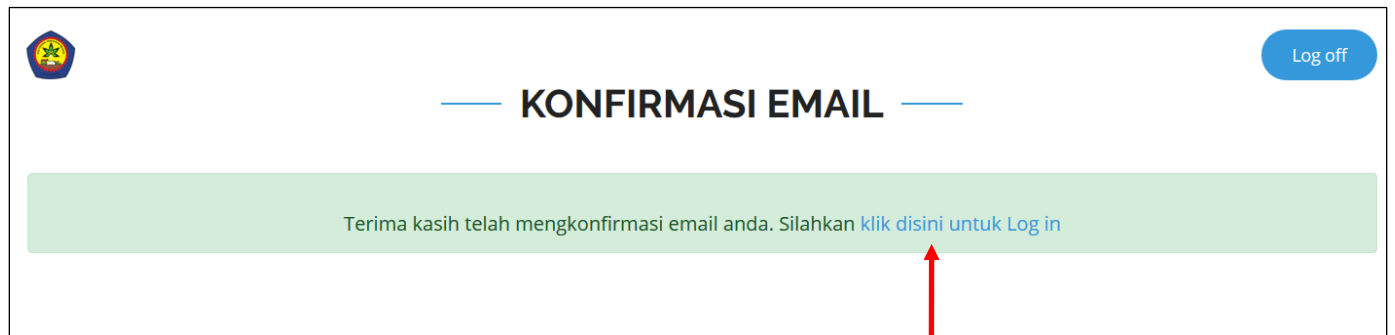 Log off
KONFIRMASI EMAIL
Terima kasih telah mengkonfirmasi email anda. Silahkan klik disini untuk Log in